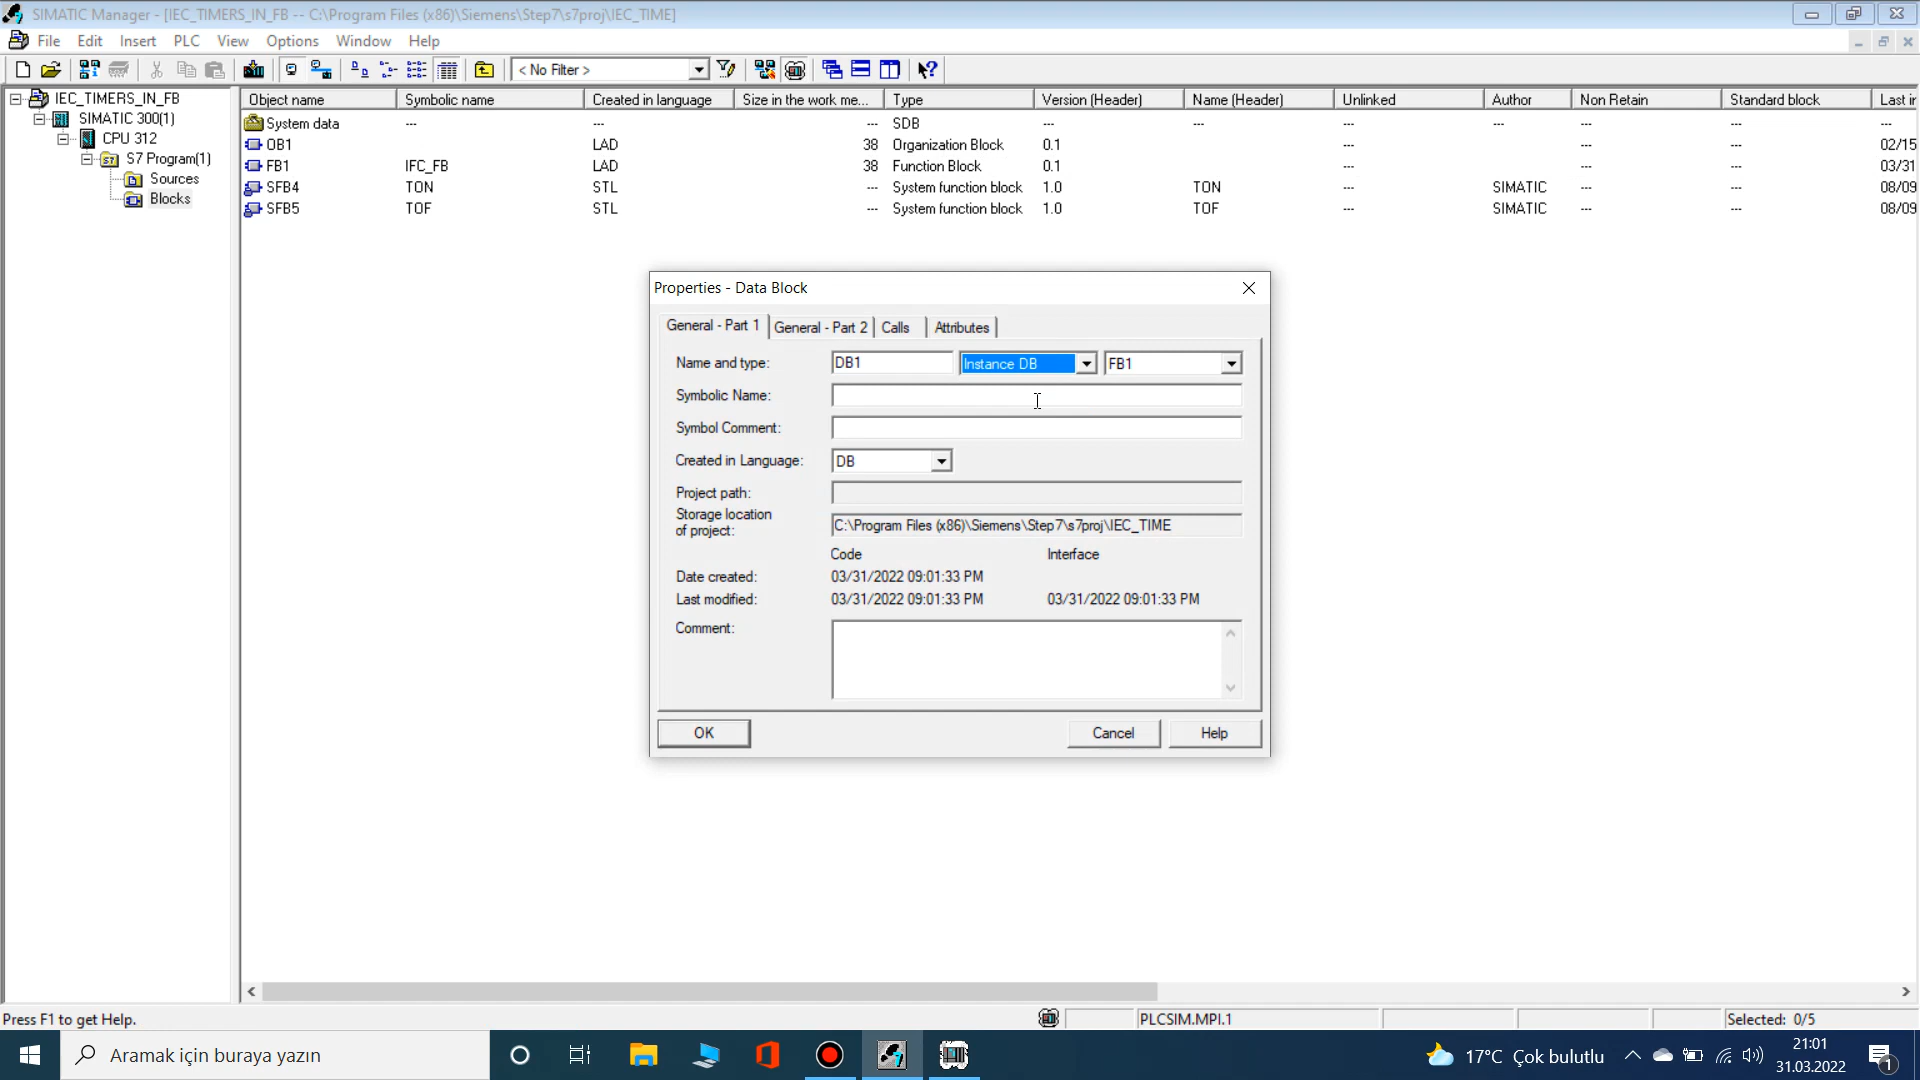 SIMATIC Manager - [IEC_TIMERS_IN_FB -- C:\Program Files (x86)\Siemens\Step7\s7proj\IEC_TIME]
File Edit Insert PLC View Options Window Help
< No Filter >
IEC_TIMERS_IN_FB
SIMATIC 300(1)
CPU 312
S7 Program(1)
Sources
Blocks
Object name Symbolic name Created in language Size in the work me... Type Version (Header) Name (Header) Unlinked Author Non Retain Standard block
System data --- --- --- SDB --- --- --- --- --- --- ---
OB1 LAD 38 Organization Block 0.1 --- --- --- 02/15
FB1 IFC_FB LAD 38 Function Block 0.1 --- --- --- 03/31
SFB4 TON STL --- System function block 1.0 TON --- SIMATIC --- --- 08/09
SFB5 TOF STL --- System function block 1.0 TOF --- SIMATIC --- --- 08/09
Properties - Data Block
General - Part 1 General - Part 2 Calls Attributes
Name and type: DB1 Instance DB FB1
Symbolic Name:
Symbol Comment:
Created in Language: DB
Project path:
Storage location
of project: C:\Program Files (x86)\Siemens\Step7\s7proj\IEC_TIME
Code Interface
Date created: 03/31/2022 09:01:33 PM
Last modified: 03/31/2022 09:01:33 PM 03/31/2022 09:01:33 PM
Comment:
OK Cancel Help
Press F1 to get Help. PLCSIM.MPI.1 Selected: 0/5
Aramak için buraya yazın
17°C Çok bulutlu
21:01
31.03.2022
1